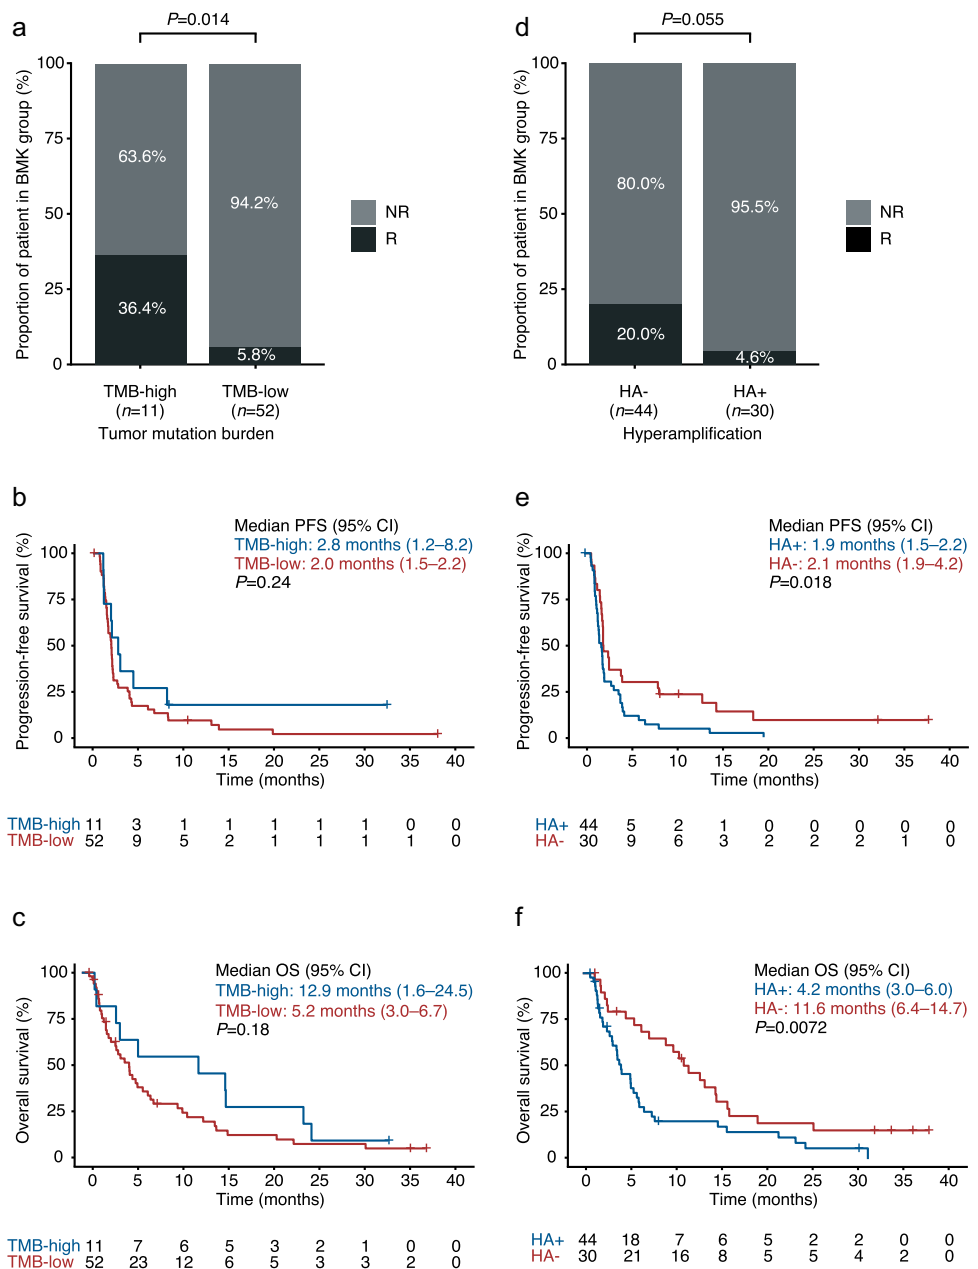 a
P=0.014
Proportion of patient in BMK group (%)
100
75
50
25
0
63.6%
36.4%
94.2%
5.8%
NR
R
TMB-high
(n=11)
TMB-low
(n=52)
Tumor mutation burden
d
P=0.055
Proportion of patient in BMK group (%)
100
75
50
25
0
80.0%
20.0%
95.5%
4.6%
NR
R
HA-
(n=44)
HA+
(n=30)
Hyperamplification
b
Median PFS (95% CI)
TMB-high: 2.8 months (1.2–8.2)
TMB-low: 2.0 months (1.5–2.2)
P=0.24
Progression-free survival (%)
100
75
50
25
0
0 5 10 15 20 25 30 35 40
Time (months)
TMB-high 11 3 1 1 1 1 1 0 0
TMB-low 52 9 5 2 1 1 1 1 0
e
Median PFS (95% CI)
HA+: 1.9 months (1.5–2.2)
HA-: 2.1 months (1.9–4.2)
P=0.018
Progression-free survival (%)
100
75
50
25
0
0 5 10 15 20 25 30 35 40
Time (months)
HA+ 44 5 2 1 0 0 0 0 0
HA- 30 9 6 3 2 2 2 1 0
c
Median OS (95% CI)
TMB-high: 12.9 months (1.6–24.5)
TMB-low: 5.2 months (3.0–6.7)
P=0.18
Overall survival (%)
100
75
50
25
0
0 5 10 15 20 25 30 35 40
Time (months)
TMB-high 11 7 6 5 3 2 1 0 0
TMB-low 52 23 12 6 5 3 3 2 0
f
Median OS (95% CI)
HA+: 4.2 months (3.0–6.0)
HA-: 11.6 months (6.4–14.7)
P=0.0072
Overall survival (%)
100
75
50
25
0
0 5 10 15 20 25 30 35 40
Time (months)
HA+ 44 18 7 6 5 2 2 0 0
HA- 30 21 16 8 5 5 4 2 0